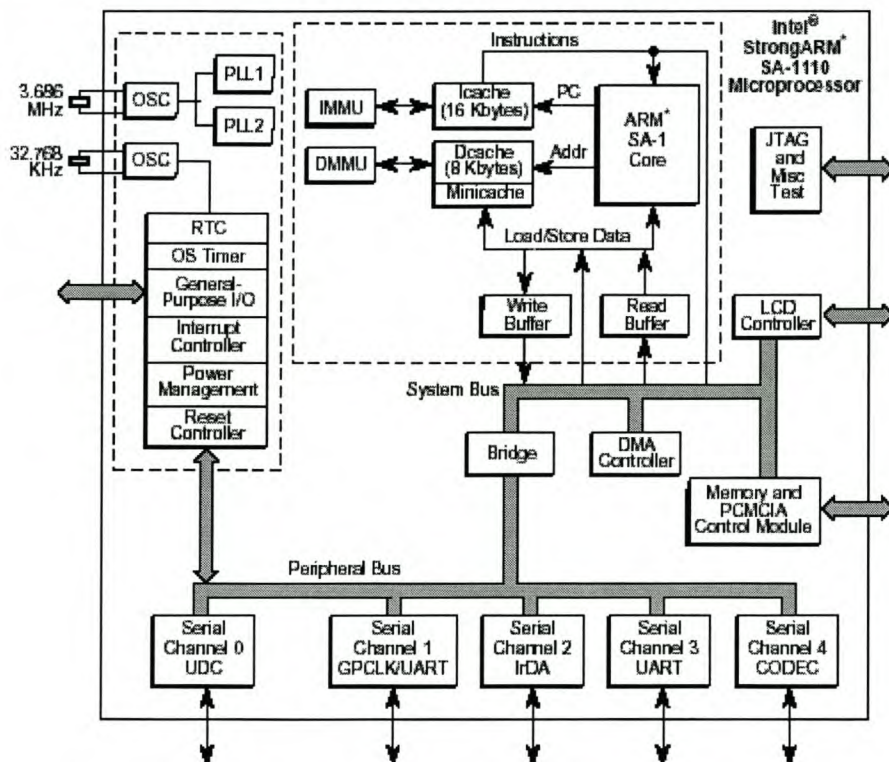 Intel®
StrongARM*
SA-1110
Microprocessor
Instructions
3.686
MHz
OSC
PLL1
PLL2
32.768
KHz
OSC
IMMU
Icache
(16 Kbytes)
PC
ARM*
SA-1
Core
DMMU
Dcache
(8 Kbytes)
Minicache
Addr
JTAG
and
Misc
Test
RTC
OS Timer
General-
Purpose I/O
Interrupt
Controller
Power
Management
Reset
Controller
Load/Store Data
Write
Buffer
Read
Buffer
LCD
Controller
System Bus
Bridge
DMA
Controller
Memory and
PCMCIA
Control Module
Peripheral Bus
Serial
Channel 0
UDC
Serial
Channel 1
GPCLK/UART
Serial
Channel 2
IrDA
Serial
Channel 3
UART
Serial
Channel 4
CODEC